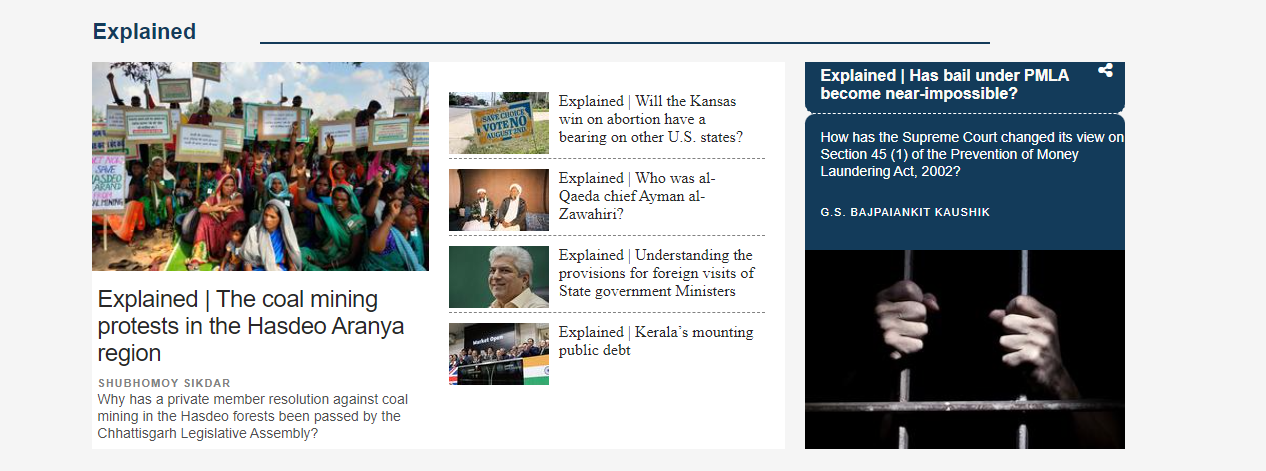 Explained
Explained | The coal mining
protests in the Hasdeo Aranya
region
SHUBHOMOY SIKDAR
Why has a private member resolution against coal
mining in the Hasdeo forests been passed by the
Chhattisgarh Legislative Assembly?
SAVE CHOICE
VOTE NO
AUGUST 2ND
Explained | Will the Kansas
win on abortion have a
bearing on other U.S. states?
Explained | Who was al-
Qaeda chief Ayman al-
Zawahiri?
Explained | Understanding the
provisions for foreign visits of
State government Ministers
Market Open
Explained | Kerala’s mounting
public debt
Explained | Has bail under PMLA
become near-impossible?
How has the Supreme Court changed its view on
Section 45 (1) of the Prevention of Money
Laundering Act, 2002?
G.S. BAJPAIANKIT KAUSHIK